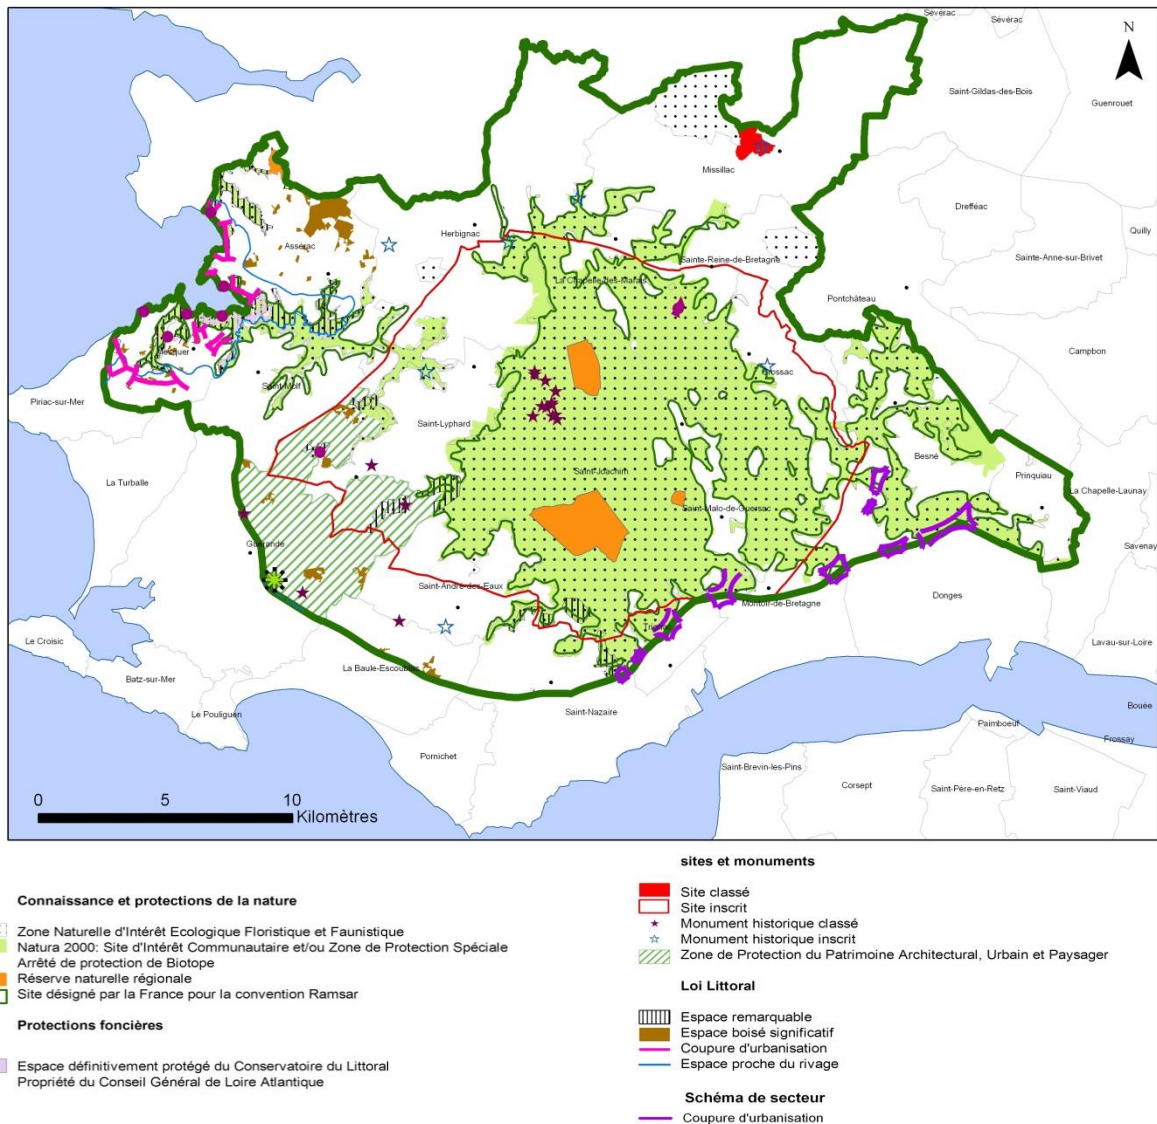 Sévérac
Sévérac
N
Saint-Gildas-des-Bois
Guenrouet
Missillac
Drefféac
Quilly
Assérac
Herbignac
Sainte-Reine-de-Bretagne
Sainte-Anne-sur-Brivet
La Chapelle-des-Marais
Pontchâteau
Campbon
Mesquer
Saint-Molf
Crossac
Piriac-sur-Mer
Saint-Lyphard
Besné
Saint-Joachim
Prinquiau
La Turballe
La Chapelle-Launay
Saint-Malo-de-Guersac
Guérande
Savenay
Saint-André-des-Eaux
Donges
Montoir-de-Bretagne
Trignac
Le Croisic
Lavau-sur-Loire
La Baule-Escoublac
Batz-sur-Mer
Bouée
Le Pouliguen
Saint-Nazaire
Paimboeuf
Frossay
Pornichet
Saint-Brevin-les-Pins
Corsept
Saint-Père-en-Retz
Saint-Viaud
0 5 10
Kilomètres
Connaissance et protections de la nature
Zone Naturelle d'Intérêt Ecologique Floristique et Faunistique
Natura 2000: Site d'Intérêt Communautaire et/ou Zone de Protection Spéciale
Arrêté de protection de Biotope
Réserve naturelle régionale
Site désigné par la France pour la convention Ramsar
Protections foncières
Espace définitivement protégé du Conservatoire du Littoral
Propriété du Conseil Général de Loire Atlantique
sites et monuments
Site classé
Site inscrit
Monument historique classé
Monument historique inscrit
Zone de Protection du Patrimoine Architectural, Urbain et Paysager
Loi Littoral
Espace remarquable
Espace boisé significatif
Coupure d'urbanisation
Espace proche du rivage
Schéma de secteur
Coupure d'urbanisation